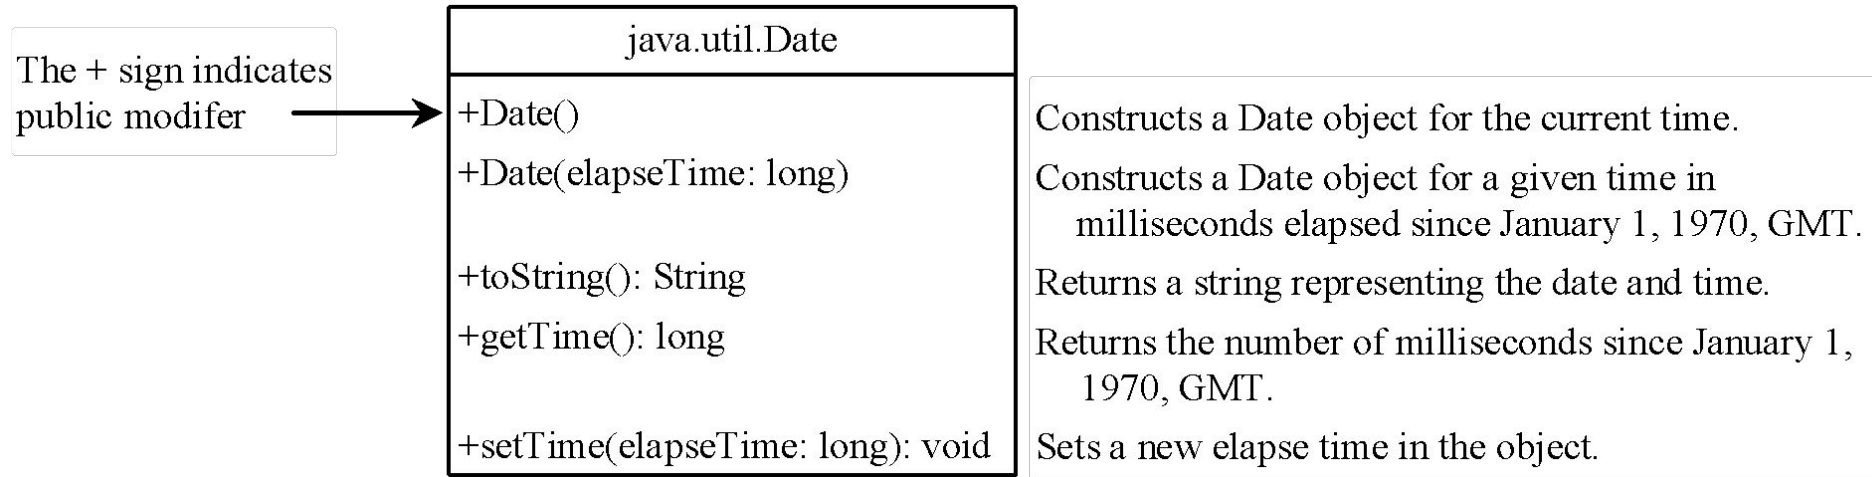 java.util.Date
The + sign indicates
public modifer
+Date()
Constructs a Date object for the current time.
+Date(elapseTime: long)
Constructs a Date object for a given time in
milliseconds elapsed since January 1, 1970, GMT.
+toString(): String
Returns a string representing the date and time.
+getTime(): long
Returns the number of milliseconds since January 1,
1970, GMT.
+setTime(elapseTime: long): void
Sets a new elapse time in the object.